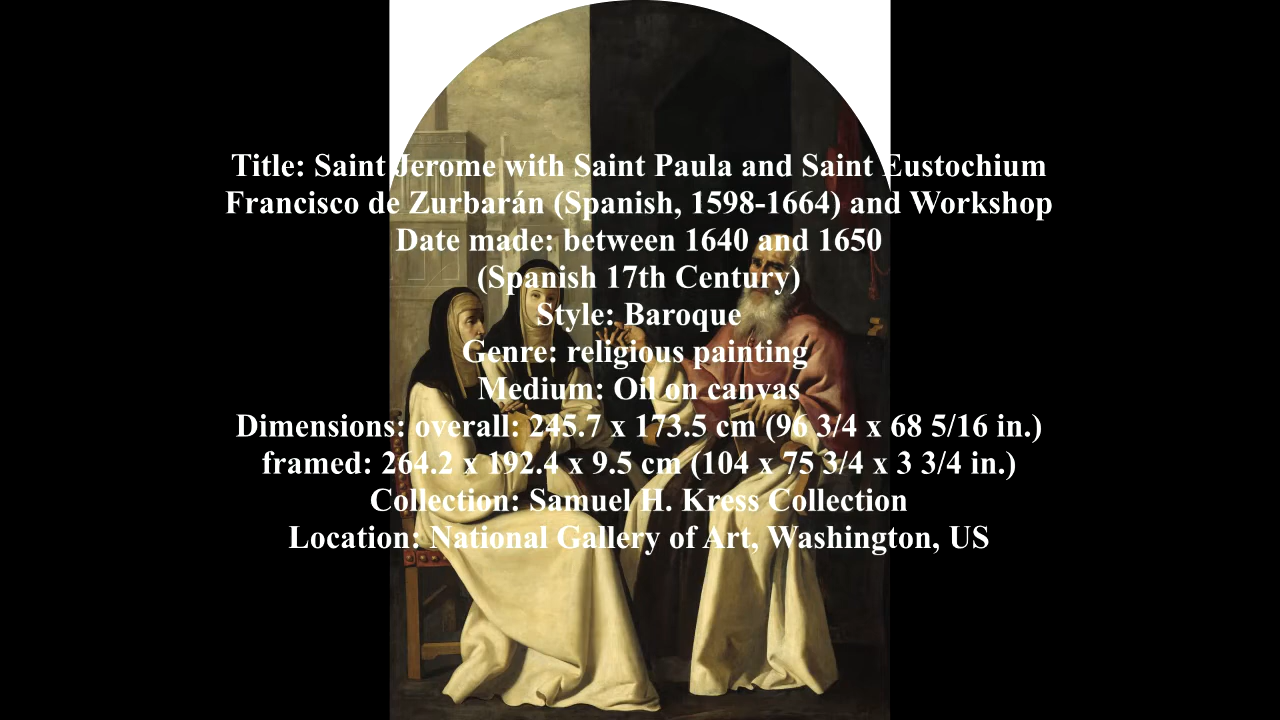 Title: Saint Jerome with Saint Paula and Saint Eustochium
Francisco de Zurbarán (Spanish, 1598-1664) and Workshop
Date made: between 1640 and 1650
(Spanish 17th Century)
Style: Baroque
Genre: religious painting
Medium: Oil on canvas
Dimensions: overall: 245.7 x 173.5 cm (96 3/4 x 68 5/16 in.)
framed: 264.2 x 192.4 x 9.5 cm (104 x 75 3/4 x 3 3/4 in.)
Collection: Samuel H. Kress Collection
Location: National Gallery of Art, Washington, US